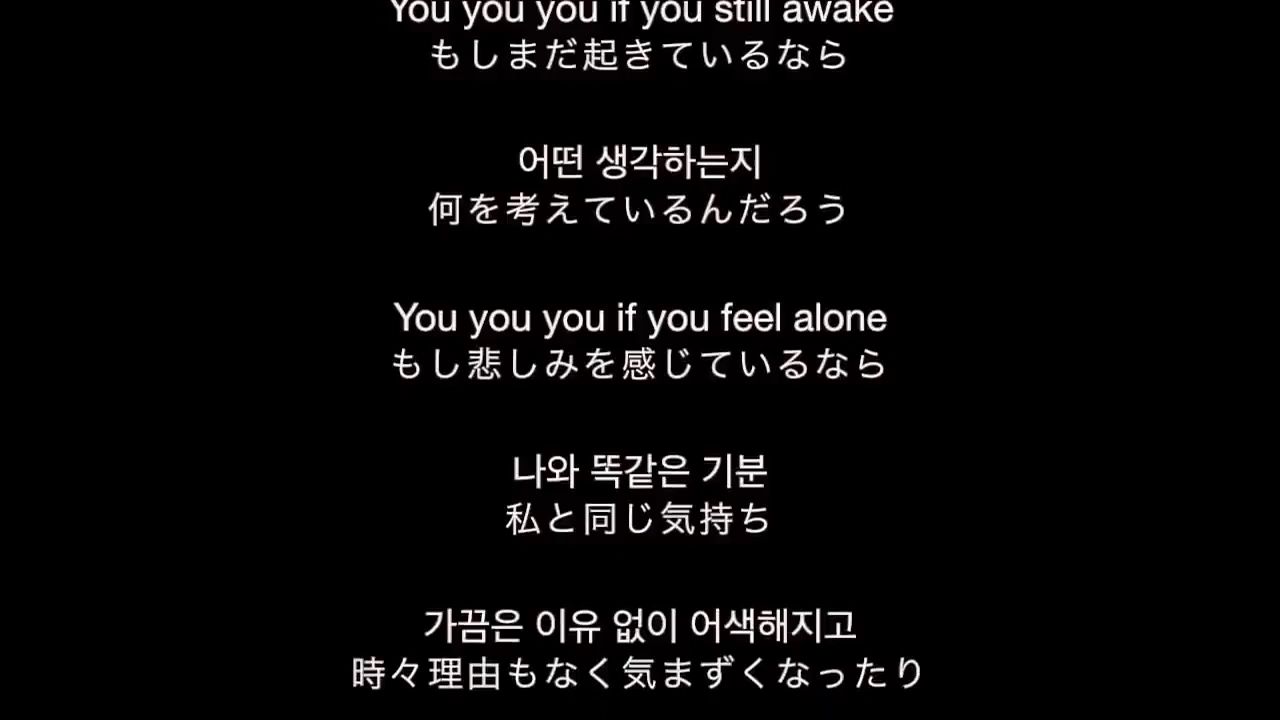 You you you if you still awake
もしまだ起きているなら
어떤 생각하는지
何を考えているんだろう
You you you if you feel alone
もし悲しみを感じているなら
나와 똑같은 기분
私と同じ気持ち
가끔은 이유 없이 어색해지고
時々理由もなく気まずくなったり